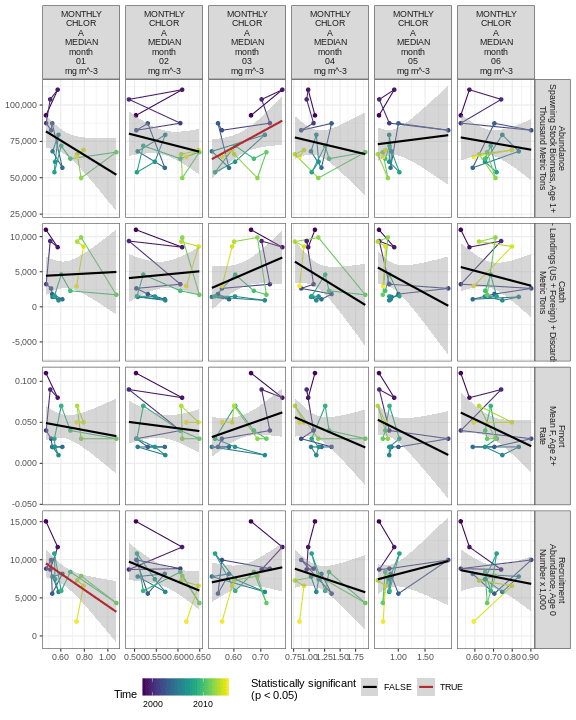 MONTHLY
CHLOR
A
MEDIAN
month
01
mg m^-3
MONTHLY
CHLOR
A
MEDIAN
month
02
mg m^-3
MONTHLY
CHLOR
A
MEDIAN
month
03
mg m^-3
MONTHLY
CHLOR
A
MEDIAN
month
04
mg m^-3
MONTHLY
CHLOR
A
MEDIAN
month
05
mg m^-3
MONTHLY
CHLOR
A
MEDIAN
month
06
mg m^-3
100,000
75,000
50,000
25,000
Abundance
Spawning Stock Biomass, Age 1+
Thousand Metric Tons
10,000
5,000
0
-5,000
Catch
- Landings (US + Foreign) + Discard
Metric Tons
0.100
0.050
0.000
-0.050
Fmort
Mean F, Age 2+
Rate
15,000
10,000
5,000
0
Recruitment
Abundance, Age 0
Number x 1,000
0.60 0.80 1.00
0.500 0.550 0.600 0.650
0.60 0.70
0.75 1.00 1.25 1.50 1.75
1.00 1.50
0.60 0.70 0.80 0.90
Time
2000 2010
Statistically significant
(p < 0.05)
FALSE
TRUE